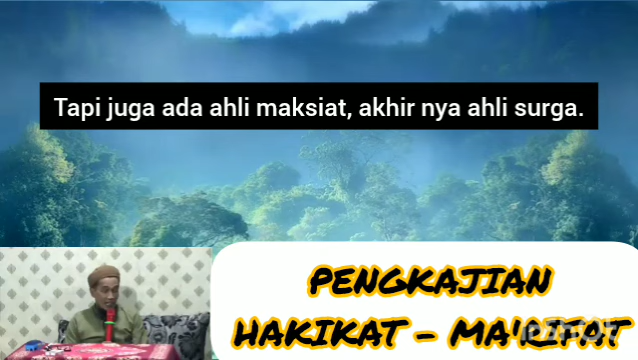 Tapi juga ada ahli maksiat, akhir nya ahli surga.
PENGKAJIAN
HAKIKAT - MA'RIFAT